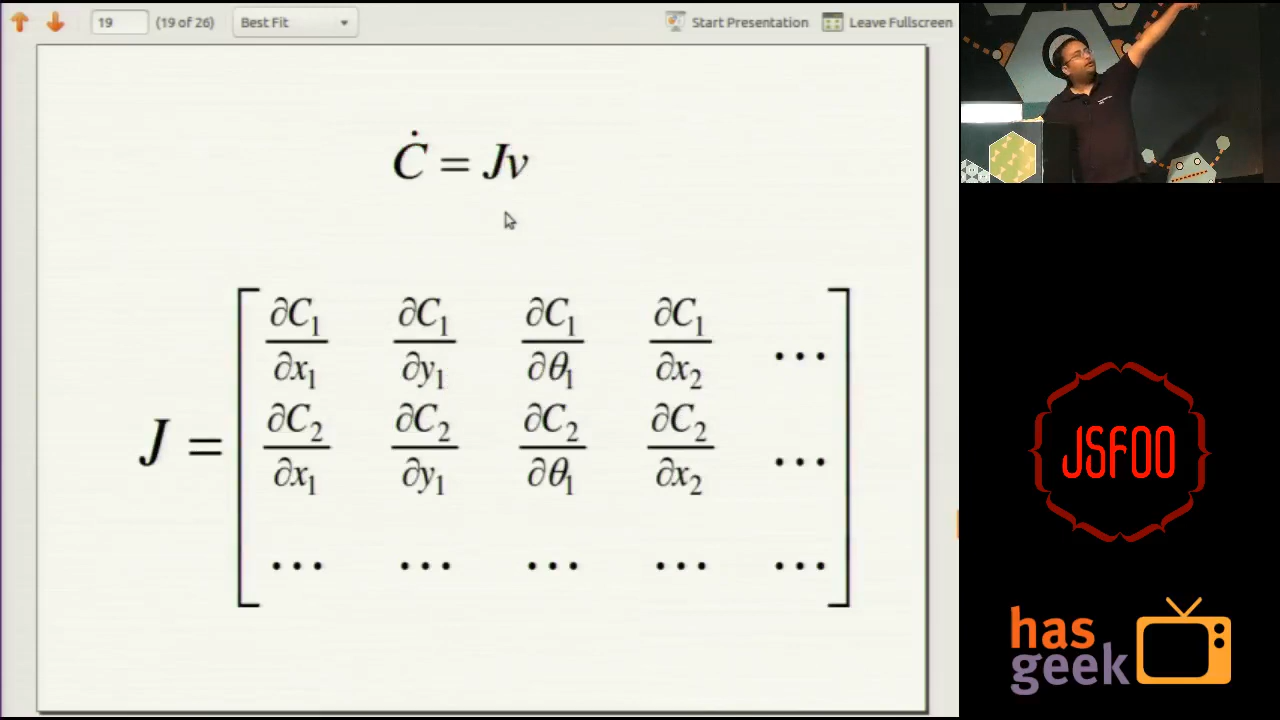 19 (19 of 26) Best Fit Start Presentation Leave Fullscreen
Ċ = Jv
J = [ ∂C₁/∂x₁ ∂C₁/∂y₁ ∂C₁/∂θ₁ ∂C₁/∂x₂ ...
∂C₂/∂x₁ ∂C₂/∂y₁ ∂C₂/∂θ₁ ∂C₂/∂x₂ ...
... ... ... ... ... ]
JSFOO
has
geek